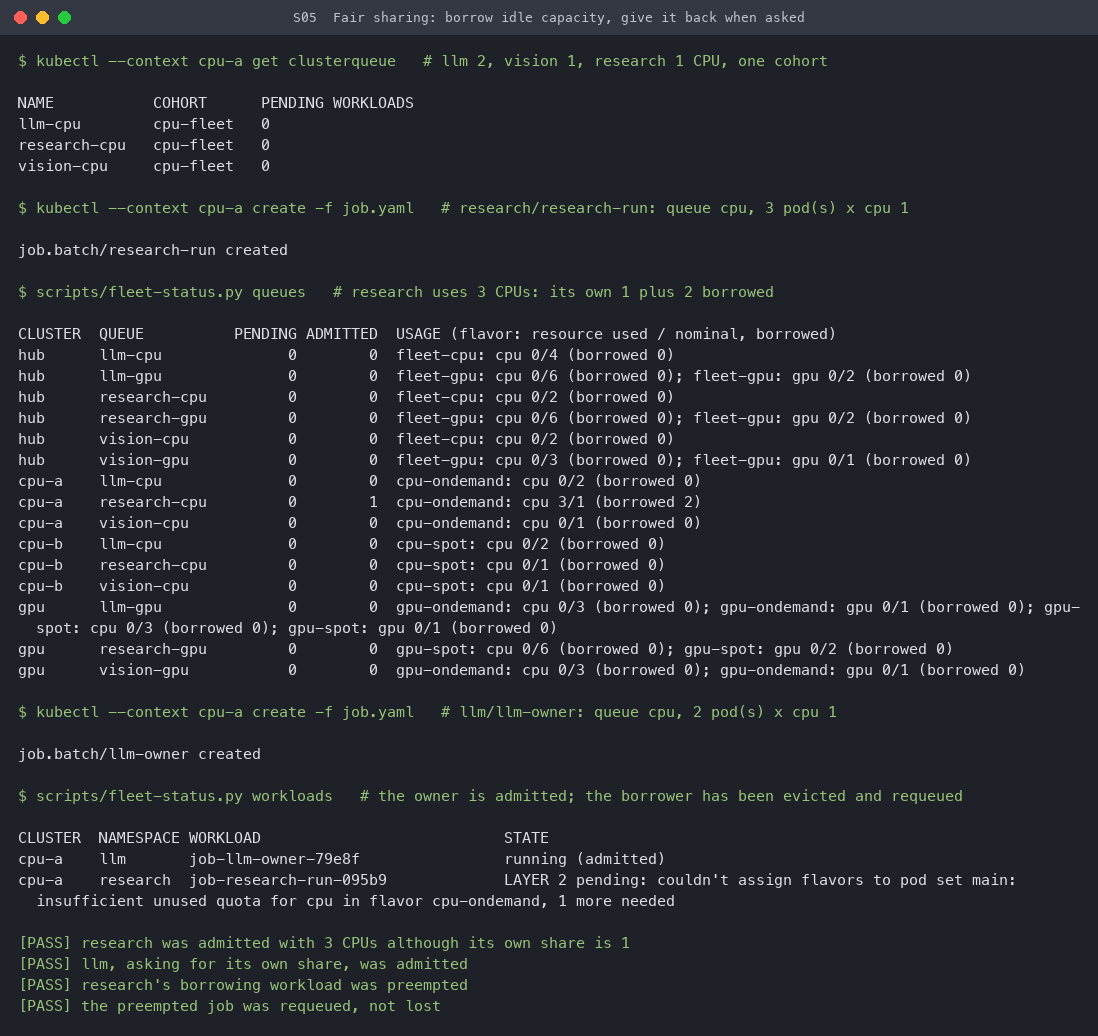 S05  Fair sharing: borrow idle capacity, give it back when asked
$ kubectl --context cpu-a get clusterqueue   # llm 2, vision 1, research 1 CPU, one cohort
NAME           COHORT      PENDING WORKLOADS
llm-cpu        cpu-fleet   0
research-cpu   cpu-fleet   0
vision-cpu     cpu-fleet   0
$ kubectl --context cpu-a create -f job.yaml   # research/research-run: queue cpu, 3 pod(s) x cpu 1
job.batch/research-run created
$ scripts/fleet-status.py queues   # research uses 3 CPUs: its own 1 plus 2 borrowed
CLUSTER  QUEUE          PENDING ADMITTED  USAGE (flavor: resource used / nominal, borrowed)
hub      llm-cpu              0        0  fleet-cpu: cpu 0/4 (borrowed 0)
hub      llm-gpu              0        0  fleet-gpu: cpu 0/6 (borrowed 0); fleet-gpu: gpu 0/2 (borrowed 0)
hub      research-cpu         0        0  fleet-cpu: cpu 0/2 (borrowed 0)
hub      research-gpu         0        0  fleet-gpu: cpu 0/6 (borrowed 0); fleet-gpu: gpu 0/2 (borrowed 0)
hub      vision-cpu           0        0  fleet-cpu: cpu 0/2 (borrowed 0)
hub      vision-gpu           0        0  fleet-gpu: cpu 0/3 (borrowed 0); fleet-gpu: gpu 0/1 (borrowed 0)
cpu-a    llm-cpu              0        0  cpu-ondemand: cpu 0/2 (borrowed 0)
cpu-a    research-cpu         0        1  cpu-ondemand: cpu 3/1 (borrowed 2)
cpu-a    vision-cpu           0        0  cpu-ondemand: cpu 0/1 (borrowed 0)
cpu-b    llm-cpu              0        0  cpu-spot: cpu 0/2 (borrowed 0)
cpu-b    research-cpu         0        0  cpu-spot: cpu 0/1 (borrowed 0)
cpu-b    vision-cpu           0        0  cpu-spot: cpu 0/1 (borrowed 0)
gpu      llm-gpu              0        0  gpu-ondemand: cpu 0/3 (borrowed 0); gpu-ondemand: gpu 0/1 (borrowed 0); gpu-
  spot: cpu 0/3 (borrowed 0); gpu-spot: gpu 0/1 (borrowed 0)
gpu      research-gpu         0        0  gpu-spot: cpu 0/6 (borrowed 0); gpu-spot: gpu 0/2 (borrowed 0)
gpu      vision-gpu           0        0  gpu-ondemand: cpu 0/3 (borrowed 0); gpu-ondemand: gpu 0/1 (borrowed 0)
$ kubectl --context cpu-a create -f job.yaml   # llm/llm-owner: queue cpu, 2 pod(s) x cpu 1
job.batch/llm-owner created
$ scripts/fleet-status.py workloads   # the owner is admitted; the borrower has been evicted and requeued
CLUSTER  NAMESPACE WORKLOAD                           STATE
cpu-a    llm       job-llm-owner-79e8f                running (admitted)
cpu-a    research  job-research-run-095b9             LAYER 2 pending: couldn't assign flavors to pod set main:
  insufficient unused quota for cpu in flavor cpu-ondemand, 1 more needed
[PASS] research was admitted with 3 CPUs although its own share is 1
[PASS] llm, asking for its own share, was admitted
[PASS] research's borrowing workload was preempted
[PASS] the preempted job was requeued, not lost